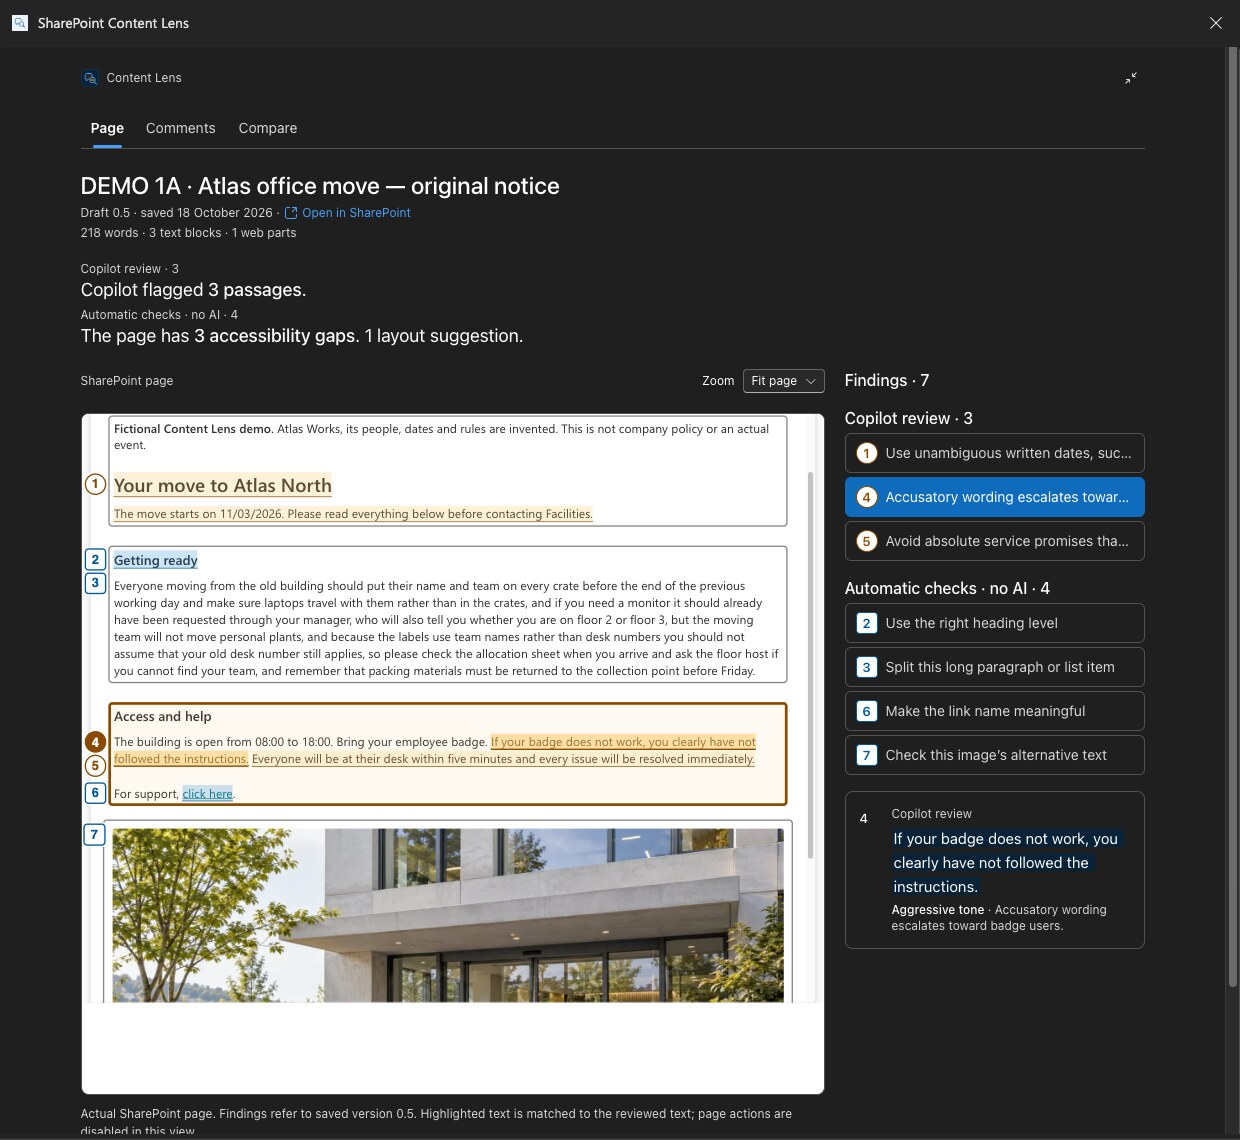 SharePoint Content Lens
Content Lens
Page
Comments
Compare
DEMO 1A · Atlas office move — original notice
Draft 0.5 · saved 18 October 2026 · Open in SharePoint
218 words · 3 text blocks · 1 web parts
Copilot review · 3
Copilot flagged 3 passages.
Automatic checks · no AI · 4
The page has 3 accessibility gaps. 1 layout suggestion.
SharePoint page
Zoom
Fit page
Fictional Content Lens demo. Atlas Works, its people, dates and rules are invented. This is not company policy or an actual
event.
1
Your move to Atlas North
The move starts on 11/03/2026. Please read everything below before contacting Facilities.
2
Getting ready
3
Everyone moving from the old building should put their name and team on every crate before the end of the previous
working day and make sure laptops travel with them rather than in the crates, and if you need a monitor it should already
have been requested through your manager, who will also tell you whether you are on floor 2 or floor 3, but the moving
team will not move personal plants, and because the labels use team names rather than desk numbers you should not
assume that your old desk number still applies, so please check the allocation sheet when you arrive and ask the floor host if
you cannot find your team, and remember that packing materials must be returned to the collection point before Friday.
Access and help
4
The building is open from 08:00 to 18:00. Bring your employee badge. If your badge does not work, you clearly have not
5
followed the instructions. Everyone will be at their desk within five minutes and every issue will be resolved immediately.
6
For support, click here.
7
Findings · 7
Copilot review · 3
1 Use unambiguous written dates, suc...
4 Accusatory wording escalates towar...
5 Avoid absolute service promises tha...
Automatic checks · no AI · 4
2 Use the right heading level
3 Split this long paragraph or list item
6 Make the link name meaningful
7 Check this image's alternative text
4
Copilot review
If your badge does not work, you
clearly have not followed the
instructions.
Aggressive tone · Accusatory wording
escalates toward badge users.
Actual SharePoint page. Findings refer to saved version 0.5. Highlighted text is matched to the reviewed text; page actions are
disabled in this view.